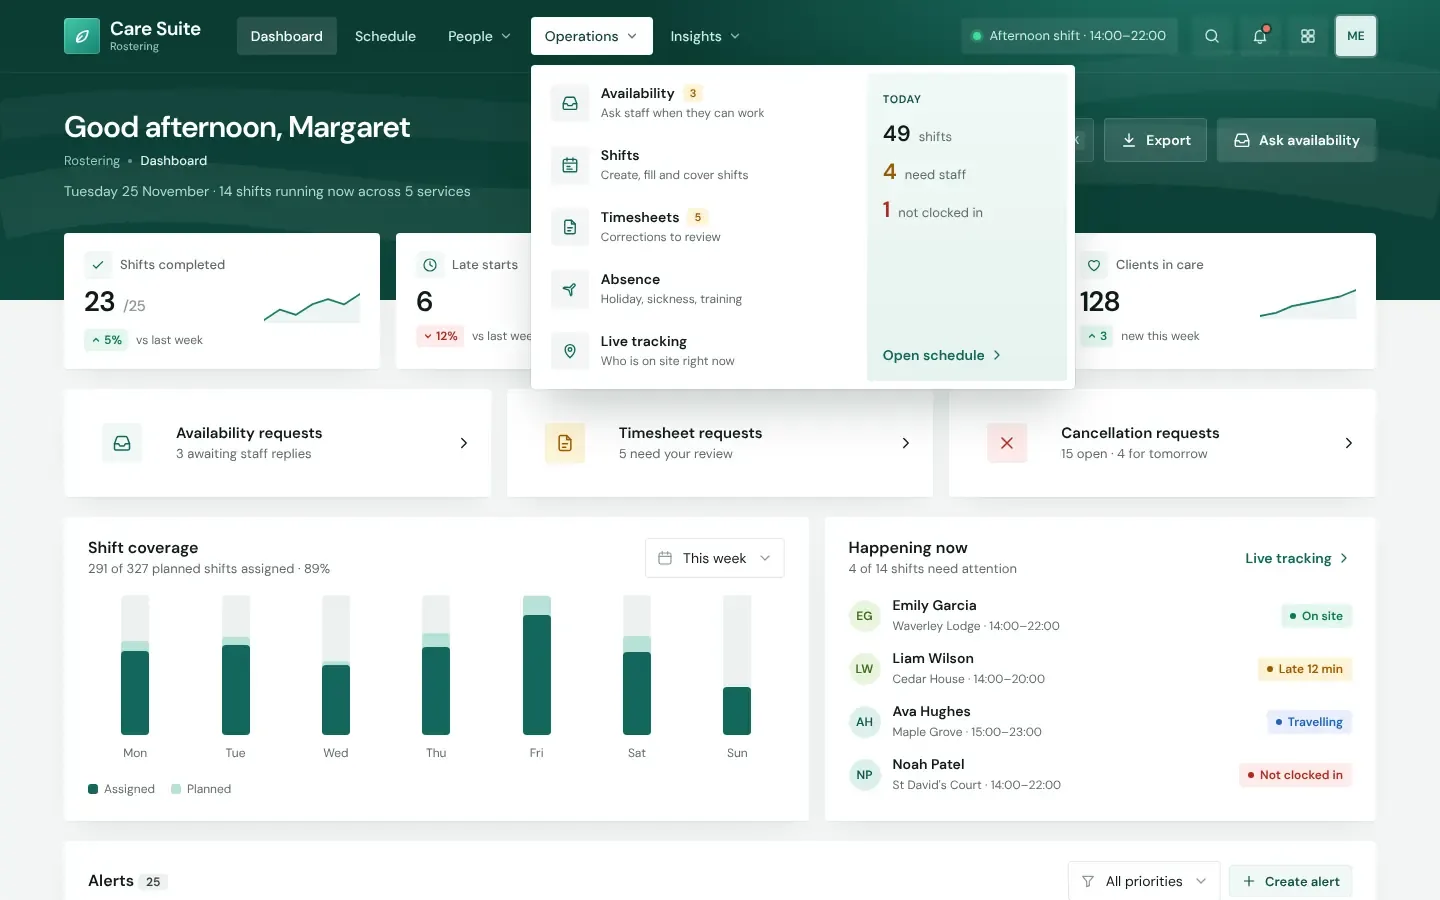 Care Suite
Rostering
Dashboard
Schedule
People
Operations
Insights
Afternoon shift · 14:00–22:00
ME
Good afternoon, Margaret
Rostering • Dashboard
Tuesday 25 November · 14 shifts running now across 5 services
Export
Ask availability
Availability 3
Ask staff when they can work
Shifts
Create, fill and cover shifts
Timesheets 5
Corrections to review
Absence
Holiday, sickness, training
Live tracking
Who is on site right now
TODAY
49 shifts
4 need staff
1 not clocked in
Open schedule
Shifts completed
23 /25
5% vs last week
Late starts
6
12% vs last
Clients in care
128
3 new this week
Availability requests
3 awaiting staff replies
Timesheet requests
5 need your review
Cancellation requests
15 open · 4 for tomorrow
Shift coverage
291 of 327 planned shifts assigned · 89%
This week
Mon Tue Wed Thu Fri Sat Sun
Assigned Planned
Happening now
4 of 14 shifts need attention
Live tracking
EG
Emily Garcia
Waverley Lodge · 14:00–22:00
On site
LW
Liam Wilson
Cedar House · 14:00–20:00
Late 12 min
AH
Ava Hughes
Maple Grove · 15:00–23:00
Travelling
NP
Noah Patel
St David's Court · 14:00–22:00
Not clocked in
Alerts 25
All priorities
Create alert